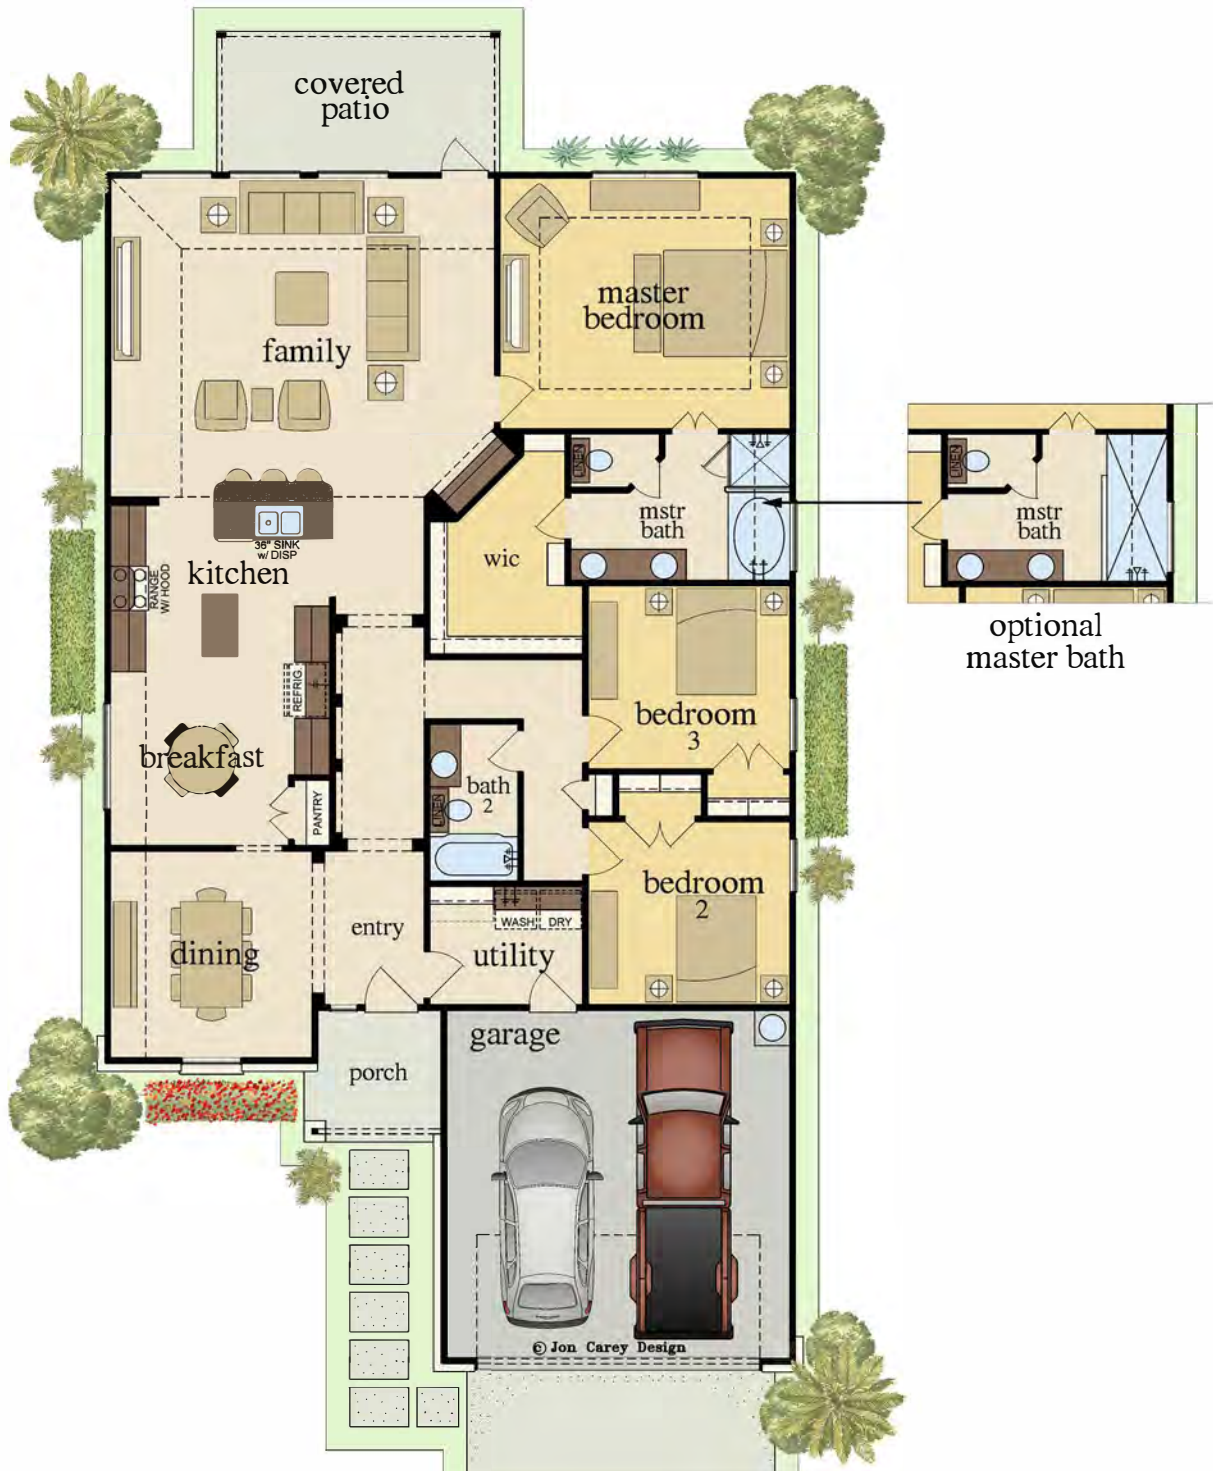 covered
patio
master
bedroom
family
LINEN
mstr
bath
36" SINK
w/ DISP
wic
kitchen
RANGE
W/ HOOD
LINEN
mstr
bath
optional
master bath
REFRIG.
bedroom
3
breakfast
bath
2
LINEN
PANTRY
bedroom
2
WASH
DRY
entry
dining
utility
garage
porch
© Jon Carey Design